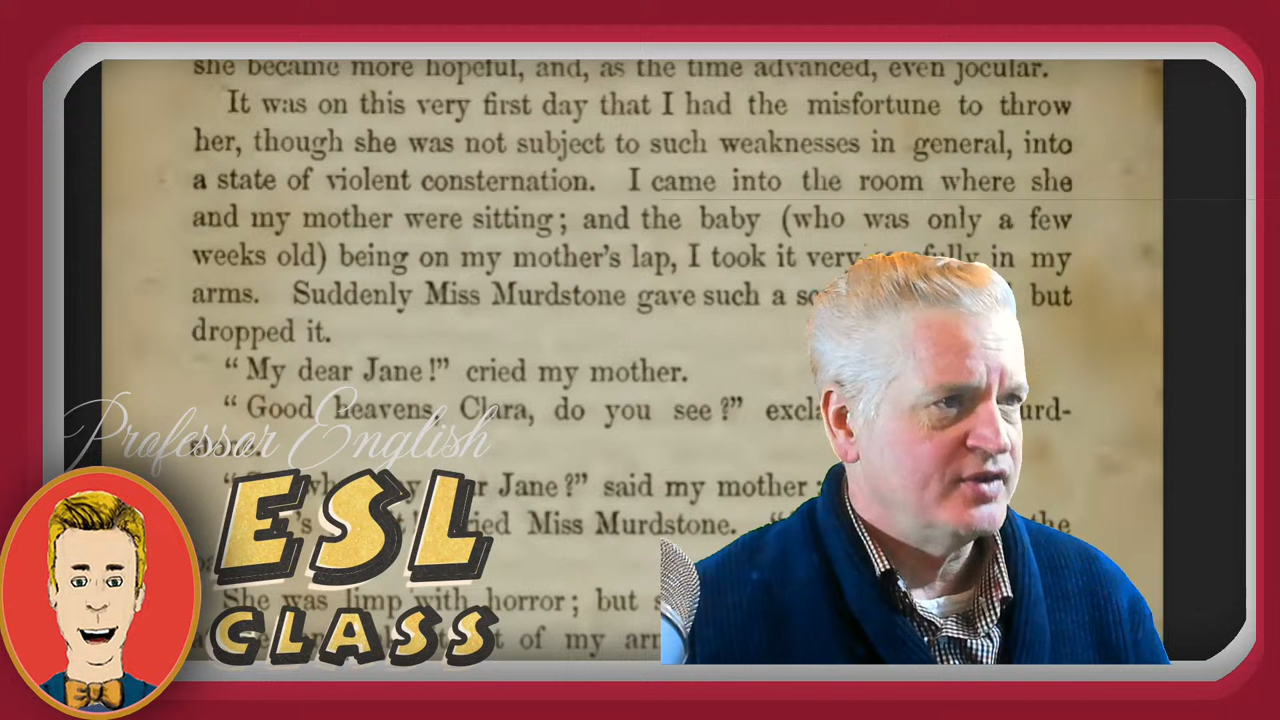 she became more hopeful, and, as the time advanced, even jocular.
It was on this very first day that I had the misfortune to throw
her, though she was not subject to such weaknesses in general, into
a state of violent consternation. I came into the room where she
and my mother were sitting; and the baby (who was only a few
weeks old) being on my mother's lap, I took it very in my
arms. Suddenly Miss Murdstone gave such a but
dropped it.
"My dear Jane!" cried my mother.
"Good heavens, Clara, do you see?"
Jane?" said my mother
Miss Murdstone. the
She was limp with horror; but
of my
Professor English
ESL
CLASS